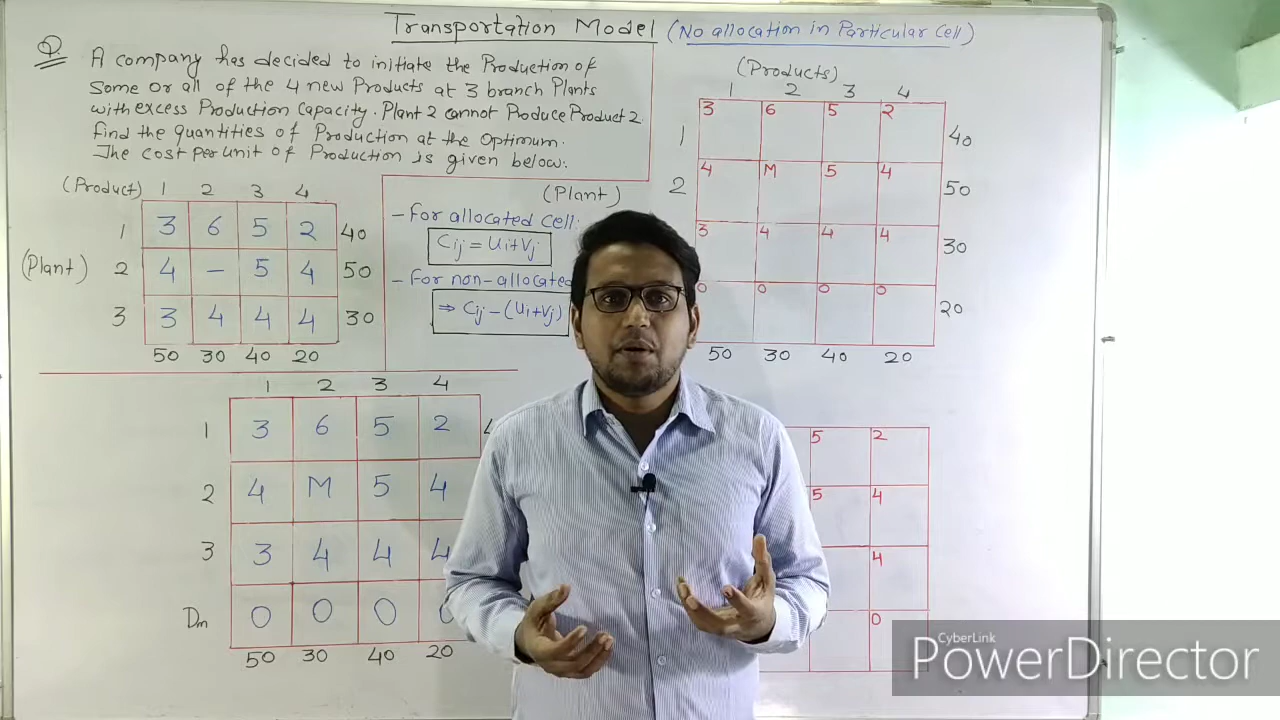 Transportation Model (No allocation in Particular Cell)
Q
A company has decided to initiate the Production of
Some or all of the 4 new Products at 3 branch Plants
with excess Production Capacity. Plant 2 cannot Produce Product 2.
find the quantities of Production at the Optimum.
The cost per unit of Production is given below:
(Product) 1 2 3 4
1 3 6 5 2 40
(Plant) 2 4 - 5 4 50
3 3 4 4 4 30
50 30 40 20
- For allocated Cell:
Cij = Ui+Vj
- For non-allocated
⇒ Cij - (Ui+Vj)
(Products)
1 2 3 4
(Plant)
1 3 6 5 2 40
2 4 M 5 4 50
3 4 4 4 30
0 0 0 0 20
50 30 40 20
1 2 3 4
1 3 6 5 2
2 4 M 5 4
3 3 4 4 4
Dm 0 0 0
50 30 40 20
5 2
5 4
4
0
CyberLink
PowerDirector